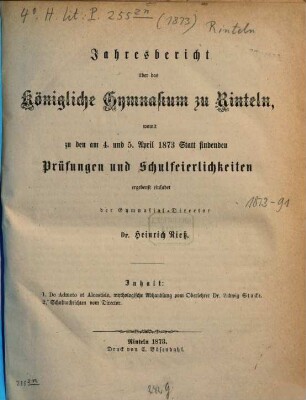 4° H. lit. P. 255 zn (1873) Rinteln
Jahresbericht
über das
Königliche Gymnasium zu Rinteln,
womit
zu den am 4. und 5. April 1873 Statt findenden
Prüfungen und Schulfeierlichkeiten
ergebenst einladet
der Gymnasial-Director
Dr. Heinrich Rieß.
1873-91
Inhalt:
1. De Admeto et Alcestide, mythologische Abhandlung vom Oberlehrer Dr. Ludwig Stacke.
2. Schulnachrichten vom Director.
Rinteln 1873.
Druck von C. Bösendahl.